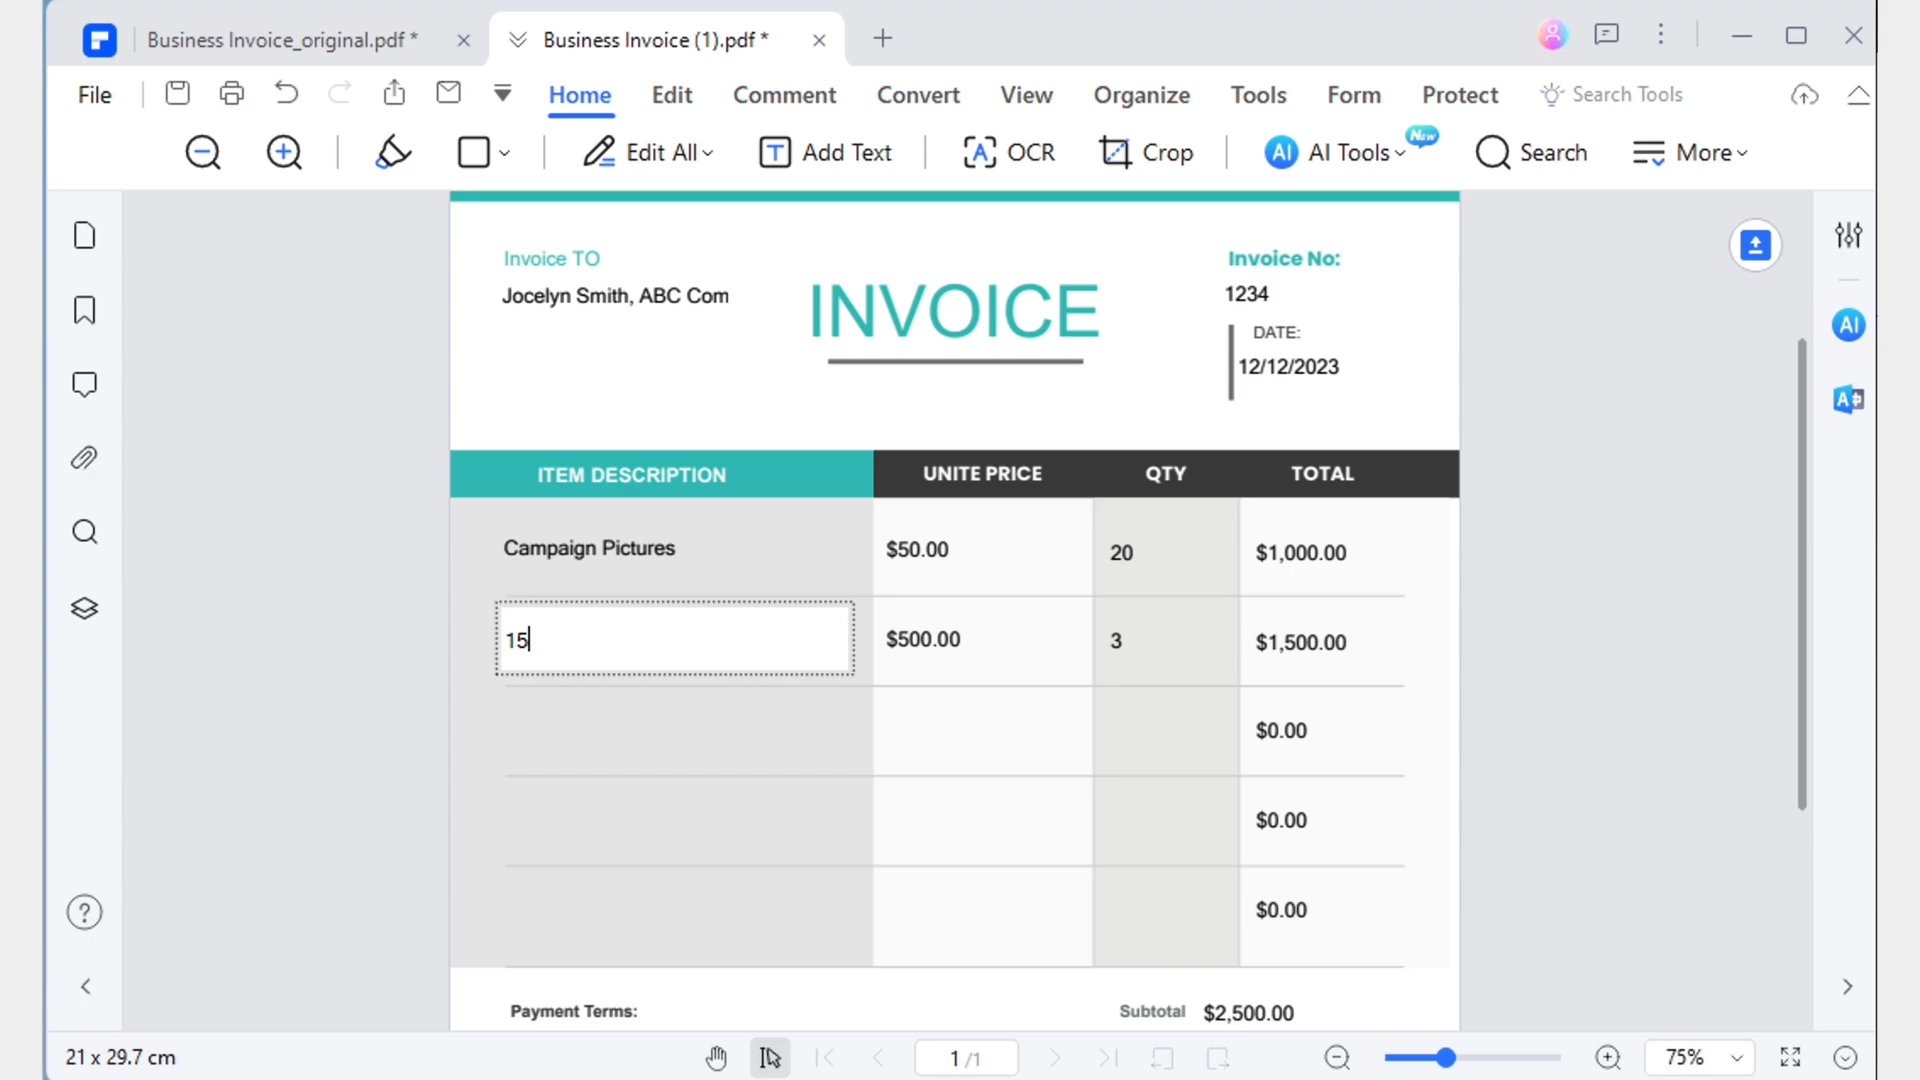 Business Invoice_original.pdf *
Business Invoice (1).pdf *
File
Home
Edit
Comment
Convert
View
Organize
Tools
Form
Protect
Search Tools
Edit All
Add Text
OCR
Crop
AI Tools
New
Search
More
Invoice TO
Jocelyn Smith, ABC Com
INVOICE
Invoice No:
1234
DATE:
12/12/2023
ITEM DESCRIPTION UNITE PRICE QTY TOTAL
Campaign Pictures $50.00 20 $1,000.00
15 $500.00 3 $1,500.00
$0.00
$0.00
$0.00
Payment Terms: Subtotal $2,500.00
21 x 29.7 cm
1 /1
75%